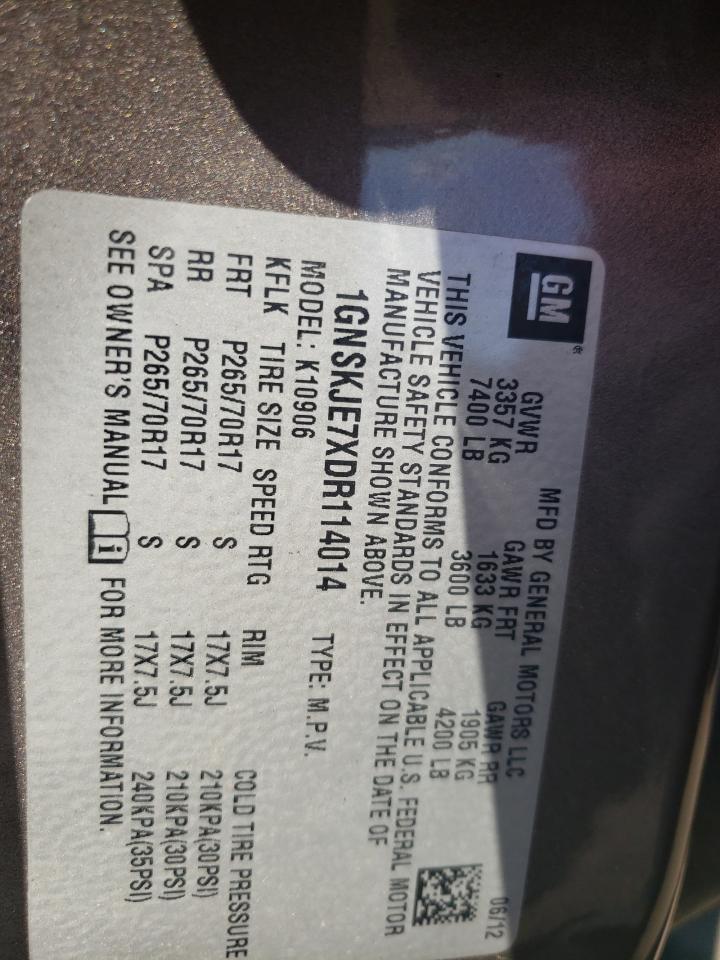 GM
MFD BY GENERAL MOTORS LLC 06/12
GVWR GAWR FRT GAWR RR
3357 KG 1633 KG 1905 KG
7400 LB 3600 LB 4200 LB
THIS VEHICLE CONFORMS TO ALL APPLICABLE U.S. FEDERAL MOTOR
VEHICLE SAFETY STANDARDS IN EFFECT ON THE DATE OF
MANUFACTURE SHOWN ABOVE.
1GNSKJE7XDR114014
MODEL: K10906 TYPE: M.P.V.
KFLK TIRE SIZE SPEED RTG RIM COLD TIRE PRESSURE
FRT P265/70R17 S 17X7.5J 210KPA(30PSI)
RR P265/70R17 S 17X7.5J 210KPA(30PSI)
SPA P265/70R17 S 17X7.5J 240KPA(35PSI)
SEE OWNER'S MANUAL i FOR MORE INFORMATION.